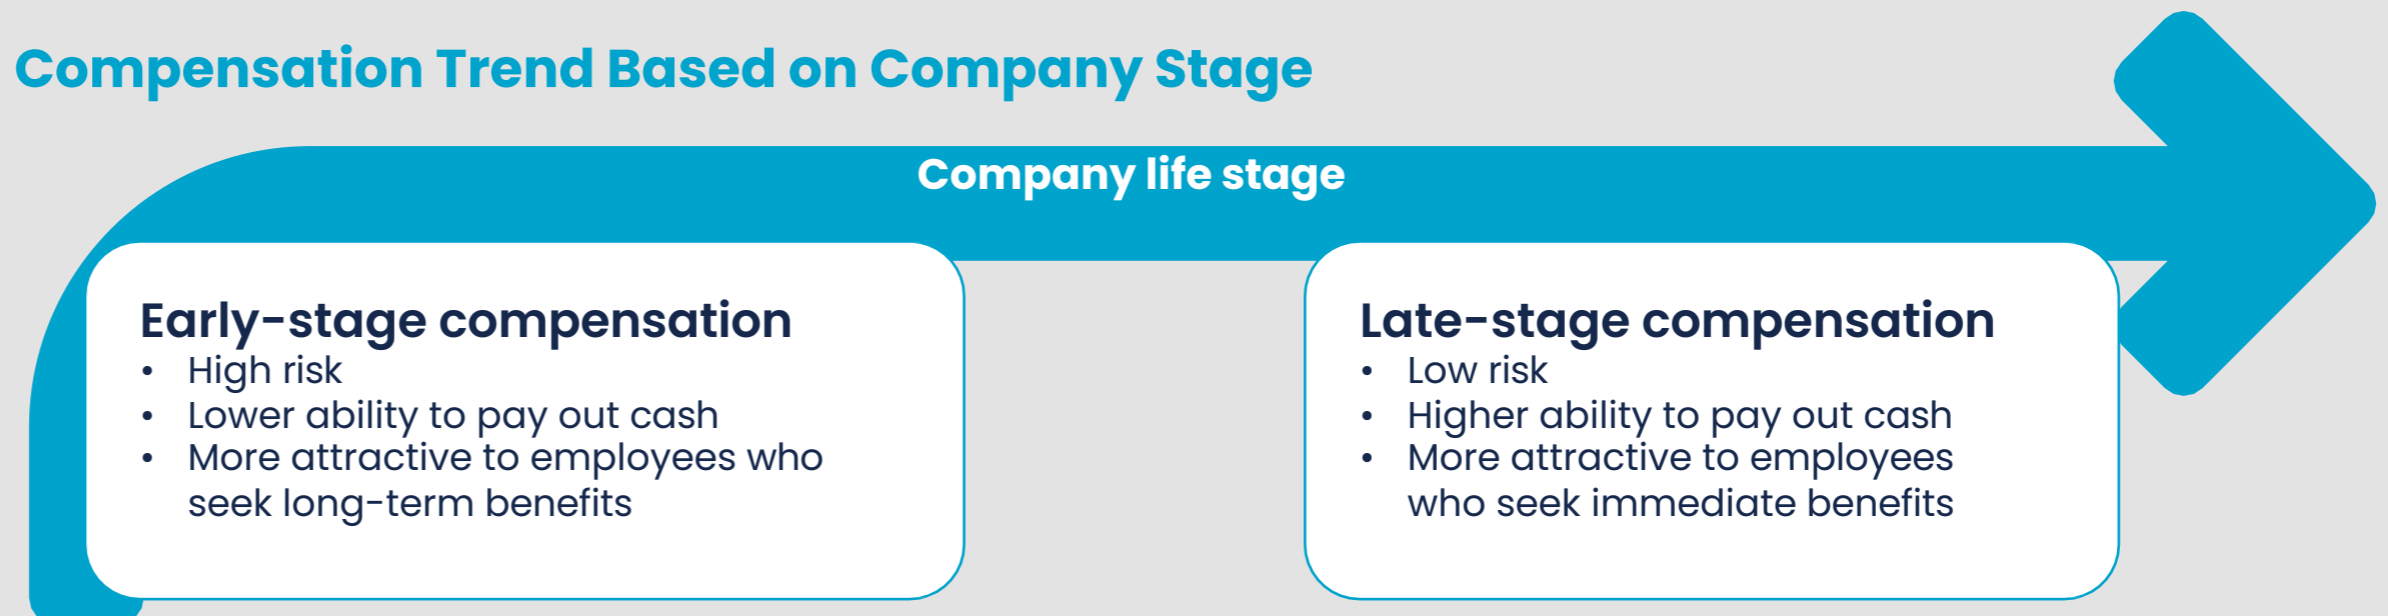 Compensation Trend Based on Company Stage
Company life stage
Early-stage compensation
• High risk
• Lower ability to pay out cash
• More attractive to employees who
seek long-term benefits
Late-stage compensation
• Low risk
• Higher ability to pay out cash
• More attractive to employees
who seek immediate benefits